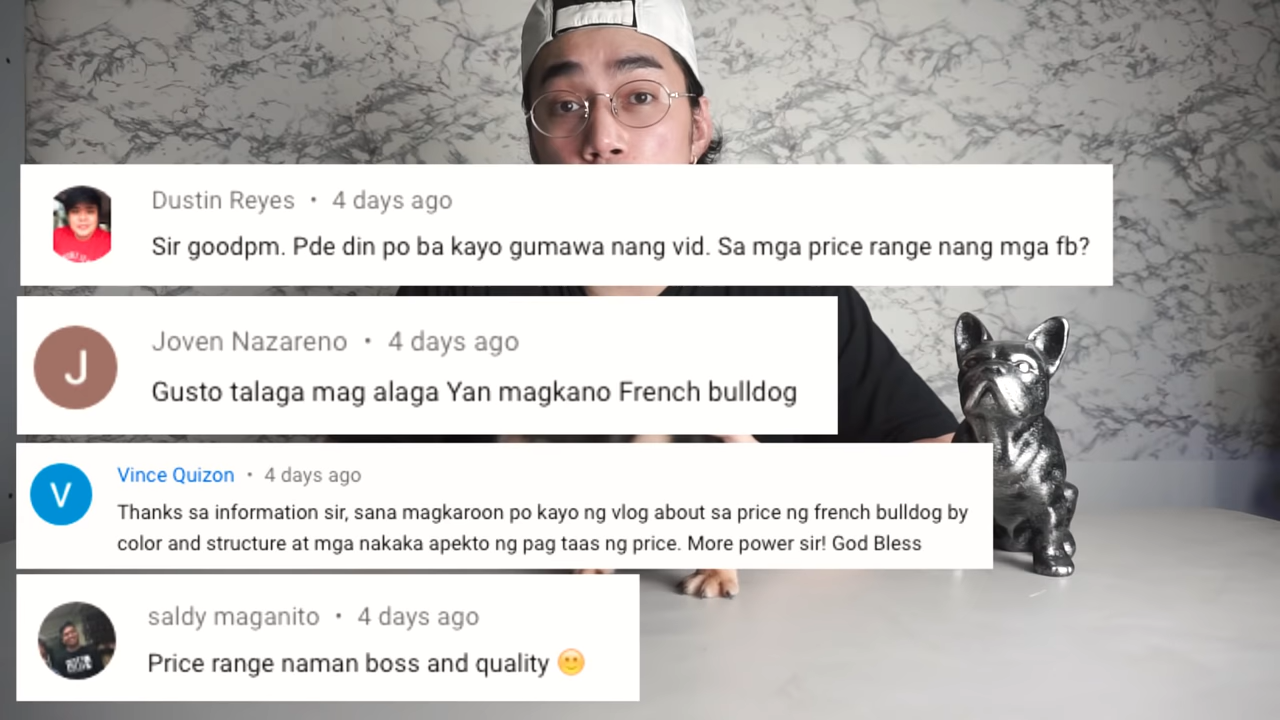 Dustin Reyes • 4 days ago
Sir goodpm. Pde din po ba kayo gumawa nang vid. Sa mga price range nang mga fb?
J
Joven Nazareno • 4 days ago
Gusto talaga mag alaga Yan magkano French bulldog
V
Vince Quizon • 4 days ago
Thanks sa information sir, sana magkaroon po kayo ng vlog about sa price ng french bulldog by
color and structure at mga nakaka apekto ng pag taas ng price. More power sir! God Bless
saldy maganito • 4 days ago
Price range naman boss and quality 🙂